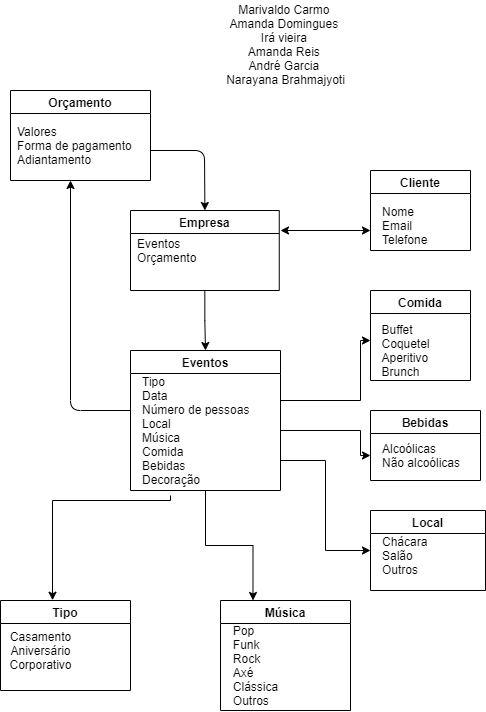 Marivaldo Carmo
Amanda Domingues
Irá vieira
Amanda Reis
André Garcia
Narayana Brahmajyoti
Orçamento
Valores
Forma de pagamento
Adiantamento
Empresa
Eventos
Orçamento
Cliente
Nome
Email
Telefone
Eventos
Tipo
Data
Número de pessoas
Local
Música
Comida
Bebidas
Decoração
Comida
Buffet
Coquetel
Aperitivo
Brunch
Bebidas
Alcoólicas
Não alcoólicas
Local
Chácara
Salão
Outros
Tipo
Casamento
Aniversário
Corporativo
Música
Pop
Funk
Rock
Axé
Clássica
Outros